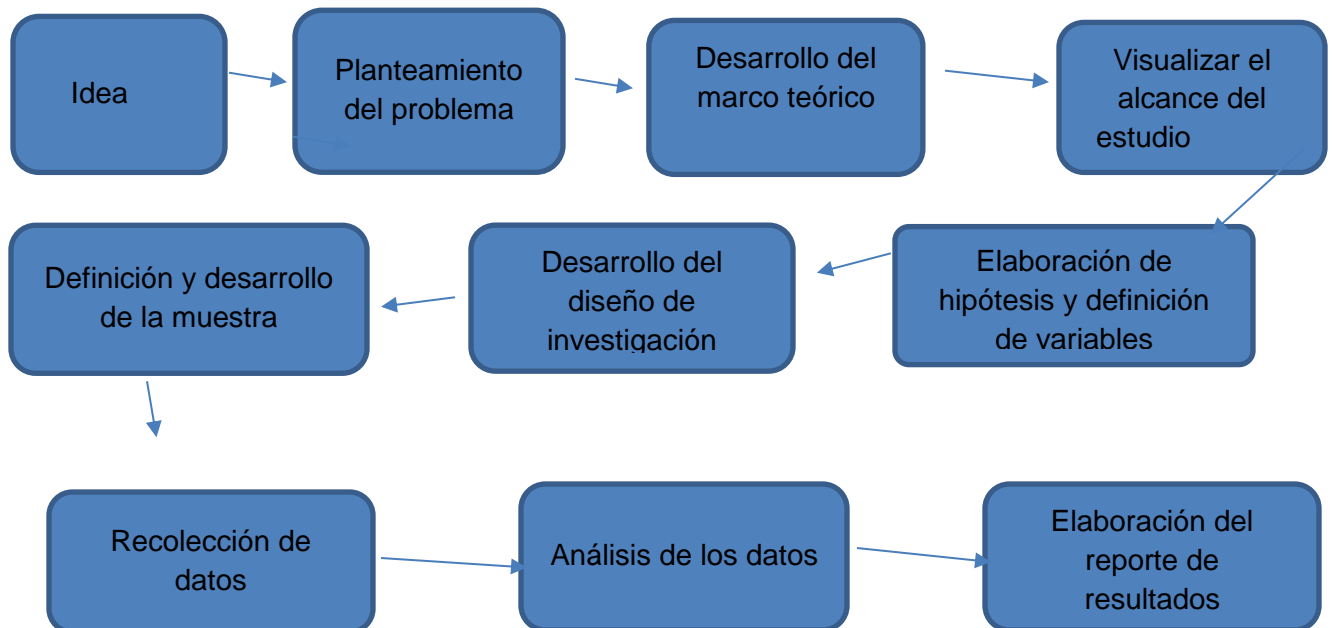 Idea
Planteamiento
del problema
Desarrollo del
marco teórico
Visualizar el
alcance del
estudio
Elaboración de
hipótesis y definición
de variables
Desarrollo del
diseño de
investigación
Definición y desarrollo
de la muestra
Recolección de
datos
Análisis de los datos
Elaboración del
reporte de
resultados